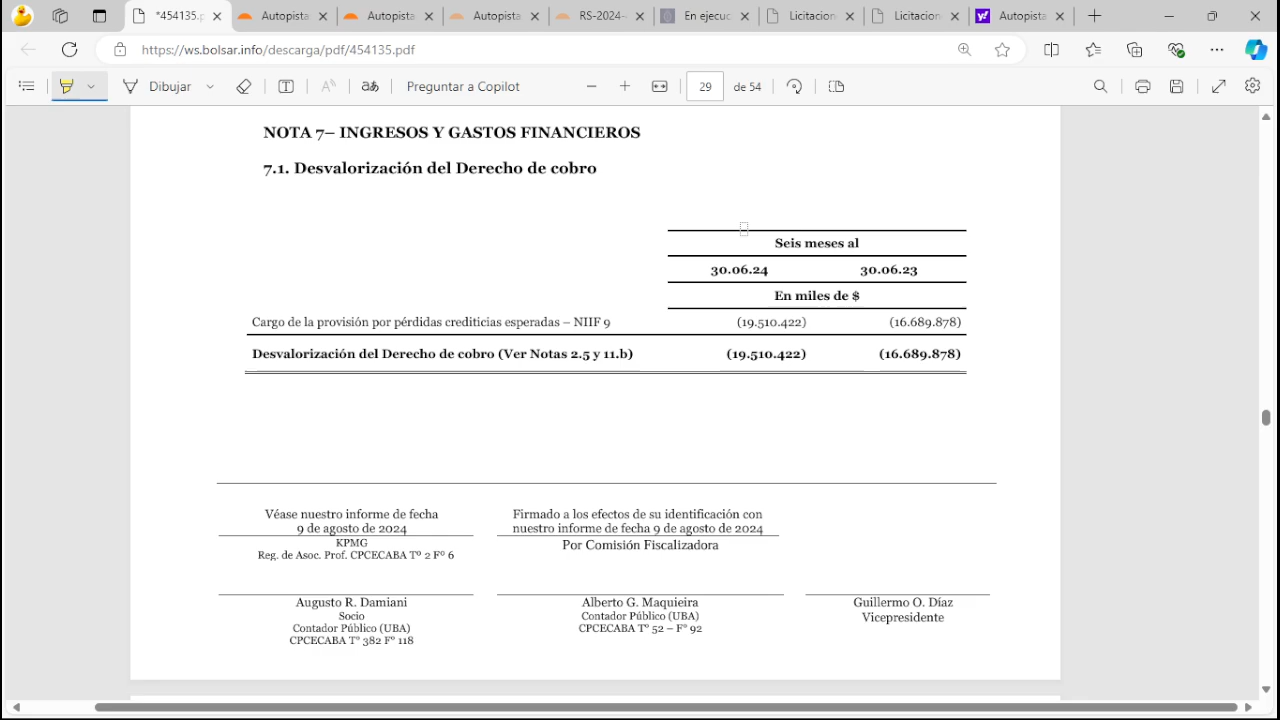 *454135.p
Autopista
Autopista
Autopista
RS-2024-
En ejecuc
Licitacion
Licitacion
Autopista
https://ws.bolsar.info/descarga/pdf/454135.pdf
Dibujar
Preguntar a Copilot
29
de 54
NOTA 7– INGRESOS Y GASTOS FINANCIEROS
7.1. Desvalorización del Derecho de cobro
Seis meses al
30.06.24 30.06.23
En miles de $
Cargo de la provisión por pérdidas crediticias esperadas – NIIF 9 (19.510.422) (16.689.878)
Desvalorización del Derecho de cobro (Ver Notas 2.5 y 11.b) (19.510.422) (16.689.878)
Véase nuestro informe de fecha
9 de agosto de 2024
KPMG
Reg. de Asoc. Prof. CPCECABA Tº 2 Fº 6
Firmado a los efectos de su identificación con
nuestro informe de fecha 9 de agosto de 2024
Por Comisión Fiscalizadora
Augusto R. Damiani
Socio
Contador Público (UBA)
CPCECABA T° 382 F° 118
Alberto G. Maquieira
Contador Público (UBA)
CPCECABA T° 52 – F° 92
Guillermo O. Díaz
Vicepresidente